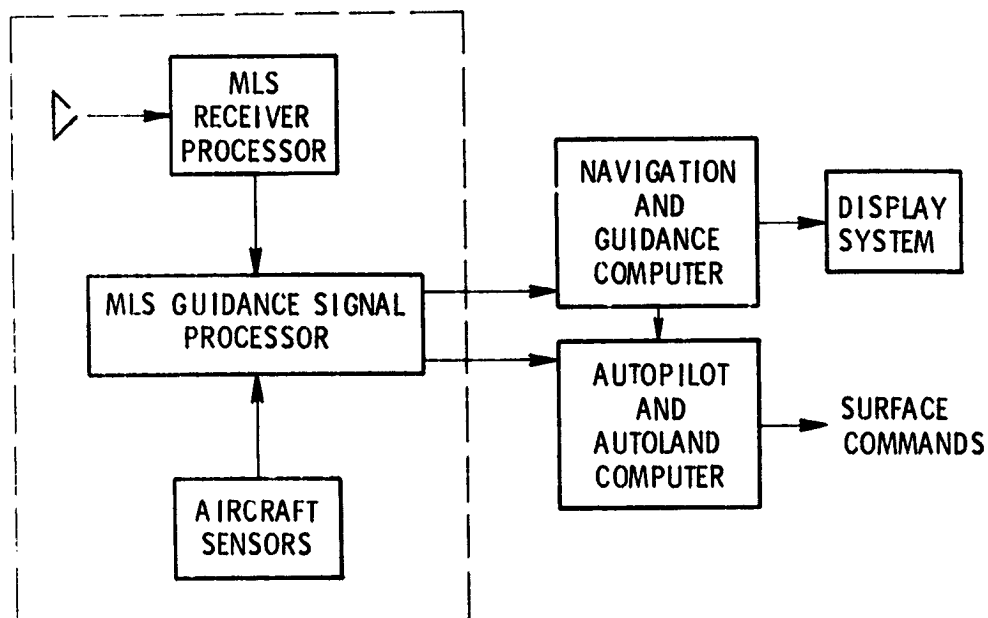 MLS
RECEIVER
PROCESSOR
MLS GUIDANCE SIGNAL
PROCESSOR
AIRCRAFT
SENSORS
NAVIGATION
AND
GUIDANCE
COMPUTER
DISPLAY
SYSTEM
AUTOPILOT
AND
AUTOLAND
COMPUTER
SURFACE
COMMANDS